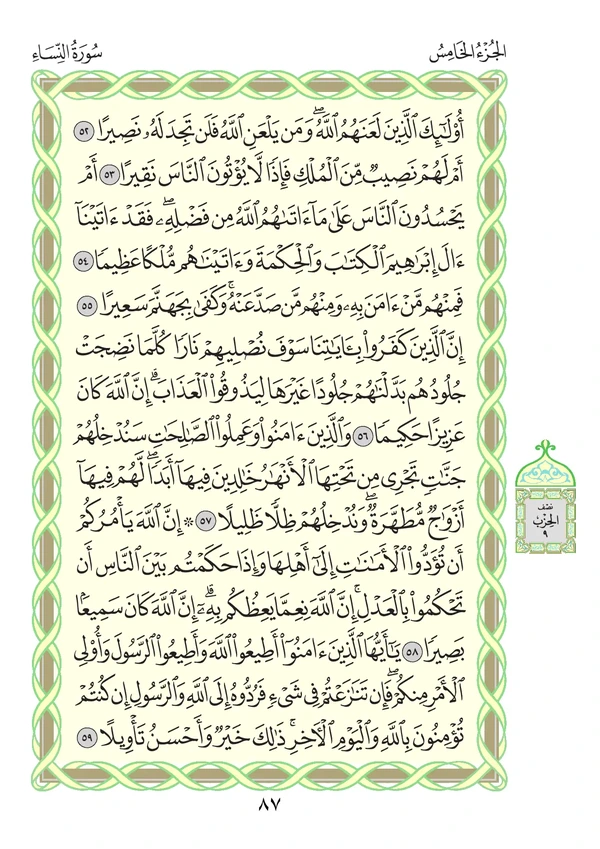 الجُزْءُ الخَامِسُ
سُورَةُ النِّسَاءِ
أُوْلَٰٓئِكَ ٱلَّذِينَ لَعَنَهُمُ ٱللَّهُۖ وَمَن يَلْعَنِ ٱللَّهُ فَلَن تَجِدَ لَهُۥ نَصِيرًا ٥٢
أَمْ لَهُمْ نَصِيبٌ مِّنَ ٱلْمُلْكِ فَإِذًا لَّا يُؤْتُونَ ٱلنَّاسَ نَقِيرًا ٥٣ أَمْ
يَحْسُدُونَ ٱلنَّاسَ عَلَىٰ مَآ ءَاتَىٰهُمُ ٱللَّهُ مِن فَضْلِهِۦۖ فَقَدْ ءَاتَيْنَآ
ءَالَ إِبْرَٰهِيمَ ٱلْكِتَٰبَ وَٱلْحِكْمَةَ وَءَاتَيْنَٰهُم مُّلْكًا عَظِيمًا ٥٤
فَمِنْهُم مَّنْ ءَامَنَ بِهِۦ وَمِنْهُم مَّن صَدَّ عَنْهُۚ وَكَفَىٰ بِجَهَنَّمَ سَعِيرًا ٥٥
إِنَّ ٱلَّذِينَ كَفَرُواْ بِـَٔايَٰتِنَا سَوْفَ نُصْلِيهِمْ نَارًا كُلَّمَا نَضِجَتْ
جُلُودُهُم بَدَّلْنَٰهُمْ جُلُودًا غَيْرَهَا لِيَذُوقُواْ ٱلْعَذَابَۗ إِنَّ ٱللَّهَ كَانَ
عَزِيزًا حَكِيمًا ٥٦ وَٱلَّذِينَ ءَامَنُواْ وَعَمِلُواْ ٱلصَّٰلِحَٰتِ سَنُدْخِلُهُمْ
جَنَّٰتٍ تَجْرِى مِن تَحْتِهَا ٱلْأَنْهَٰرُ خَٰلِدِينَ فِيهَآ أَبَدًاۖ لَّهُمْ فِيهَآ
أَزْوَٰجٌ مُّطَهَّرَةٌۖ وَنُدْخِلُهُمْ ظِلًّا ظَلِيلًا ٥٧ ۞ إِنَّ ٱللَّهَ يَأْمُرُكُمْ
أَن تُؤَدُّواْ ٱلْأَمَٰنَٰتِ إِلَىٰٓ أَهْلِهَا وَإِذَا حَكَمْتُم بَيْنَ ٱلنَّاسِ أَن
تَحْكُمُواْ بِٱلْعَدْلِۚ إِنَّ ٱللَّهَ نِعِمَّا يَعِظُكُم بِهِۦٓۗ إِنَّ ٱللَّهَ كَانَ سَمِيعًۢا
بَصِيرًا ٥٨ يَٰٓأَيُّهَا ٱلَّذِينَ ءَامَنُوٓاْ أَطِيعُواْ ٱللَّهَ وَأَطِيعُواْ ٱلرَّسُولَ وَأُوْلِى
ٱلْأَمْرِ مِنكُمْۖ فَإِن تَنَٰزَعْتُمْ فِى شَىْءٍ فَرُدُّوهُ إِلَى ٱللَّهِ وَٱلرَّسُولِ إِن كُنتُمْ
تُؤْمِنُونَ بِٱللَّهِ وَٱلْيَوْمِ ٱلْأٓخِرِۚ ذَٰلِكَ خَيْرٌ وَأَحْسَنُ تَأْوِيلًا ٥٩
نصف
الحزب
٩
٨٧